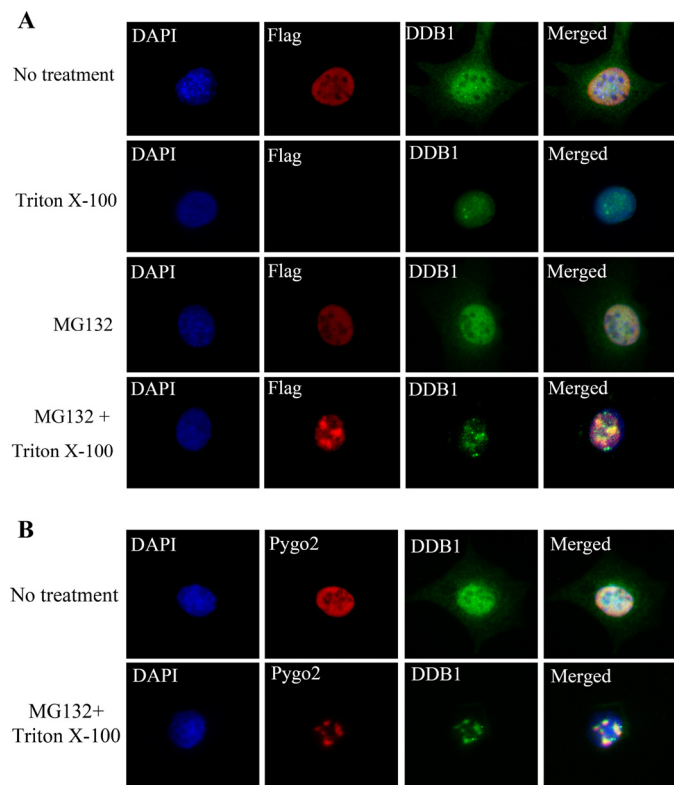 A
DAPI Flag DDB1 Merged
No treatment
DAPI Flag DDB1 Merged
Triton X-100
DAPI Flag DDB1 Merged
MG132
DAPI Flag DDB1 Merged
MG132 +
Triton X-100
B
DAPI Pygo2 DDB1 Merged
No treatment
DAPI Pygo2 DDB1 Merged
MG132+
Triton X-100